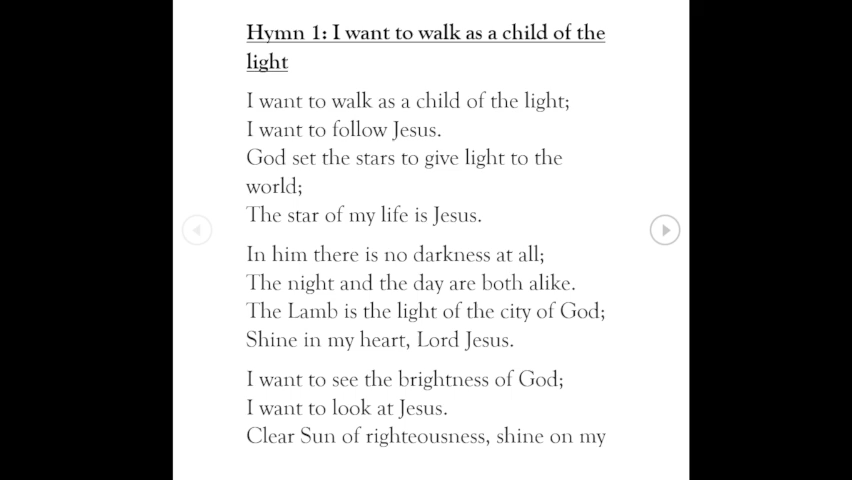 Hymn 1: I want to walk as a child of the
light
I want to walk as a child of the light;
I want to follow Jesus.
God set the stars to give light to the
world;
The star of my life is Jesus.
In him there is no darkness at all;
The night and the day are both alike.
The Lamb is the light of the city of God;
Shine in my heart, Lord Jesus.
I want to see the brightness of God;
I want to look at Jesus.
Clear Sun of righteousness, shine on my